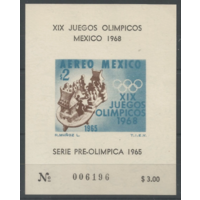 XIX JUEGOS OLIMPICOS
MEXICO 1968
AEREO MEXICO
$2
XIX
JUEGOS
OLIMPICOS
1968
1965
T.I.E.V.
SERIE PRE-OLIMPICA 1965
Nº 006196 $ 3.00